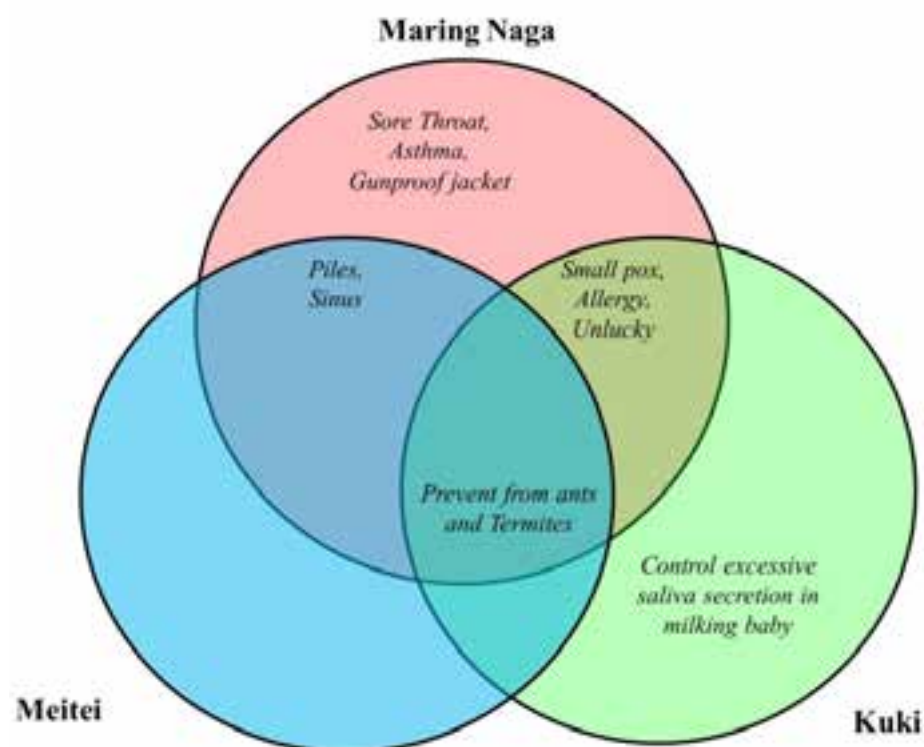 Maring Naga
Sore Throat,
Asthma,
Gunproof jacket
Piles,
Sinus
Small pox,
Allergy,
Unlucky
Prevent from ants
and Termites
Control excessive
saliva secretion in
milking baby
Meitei
Kuki